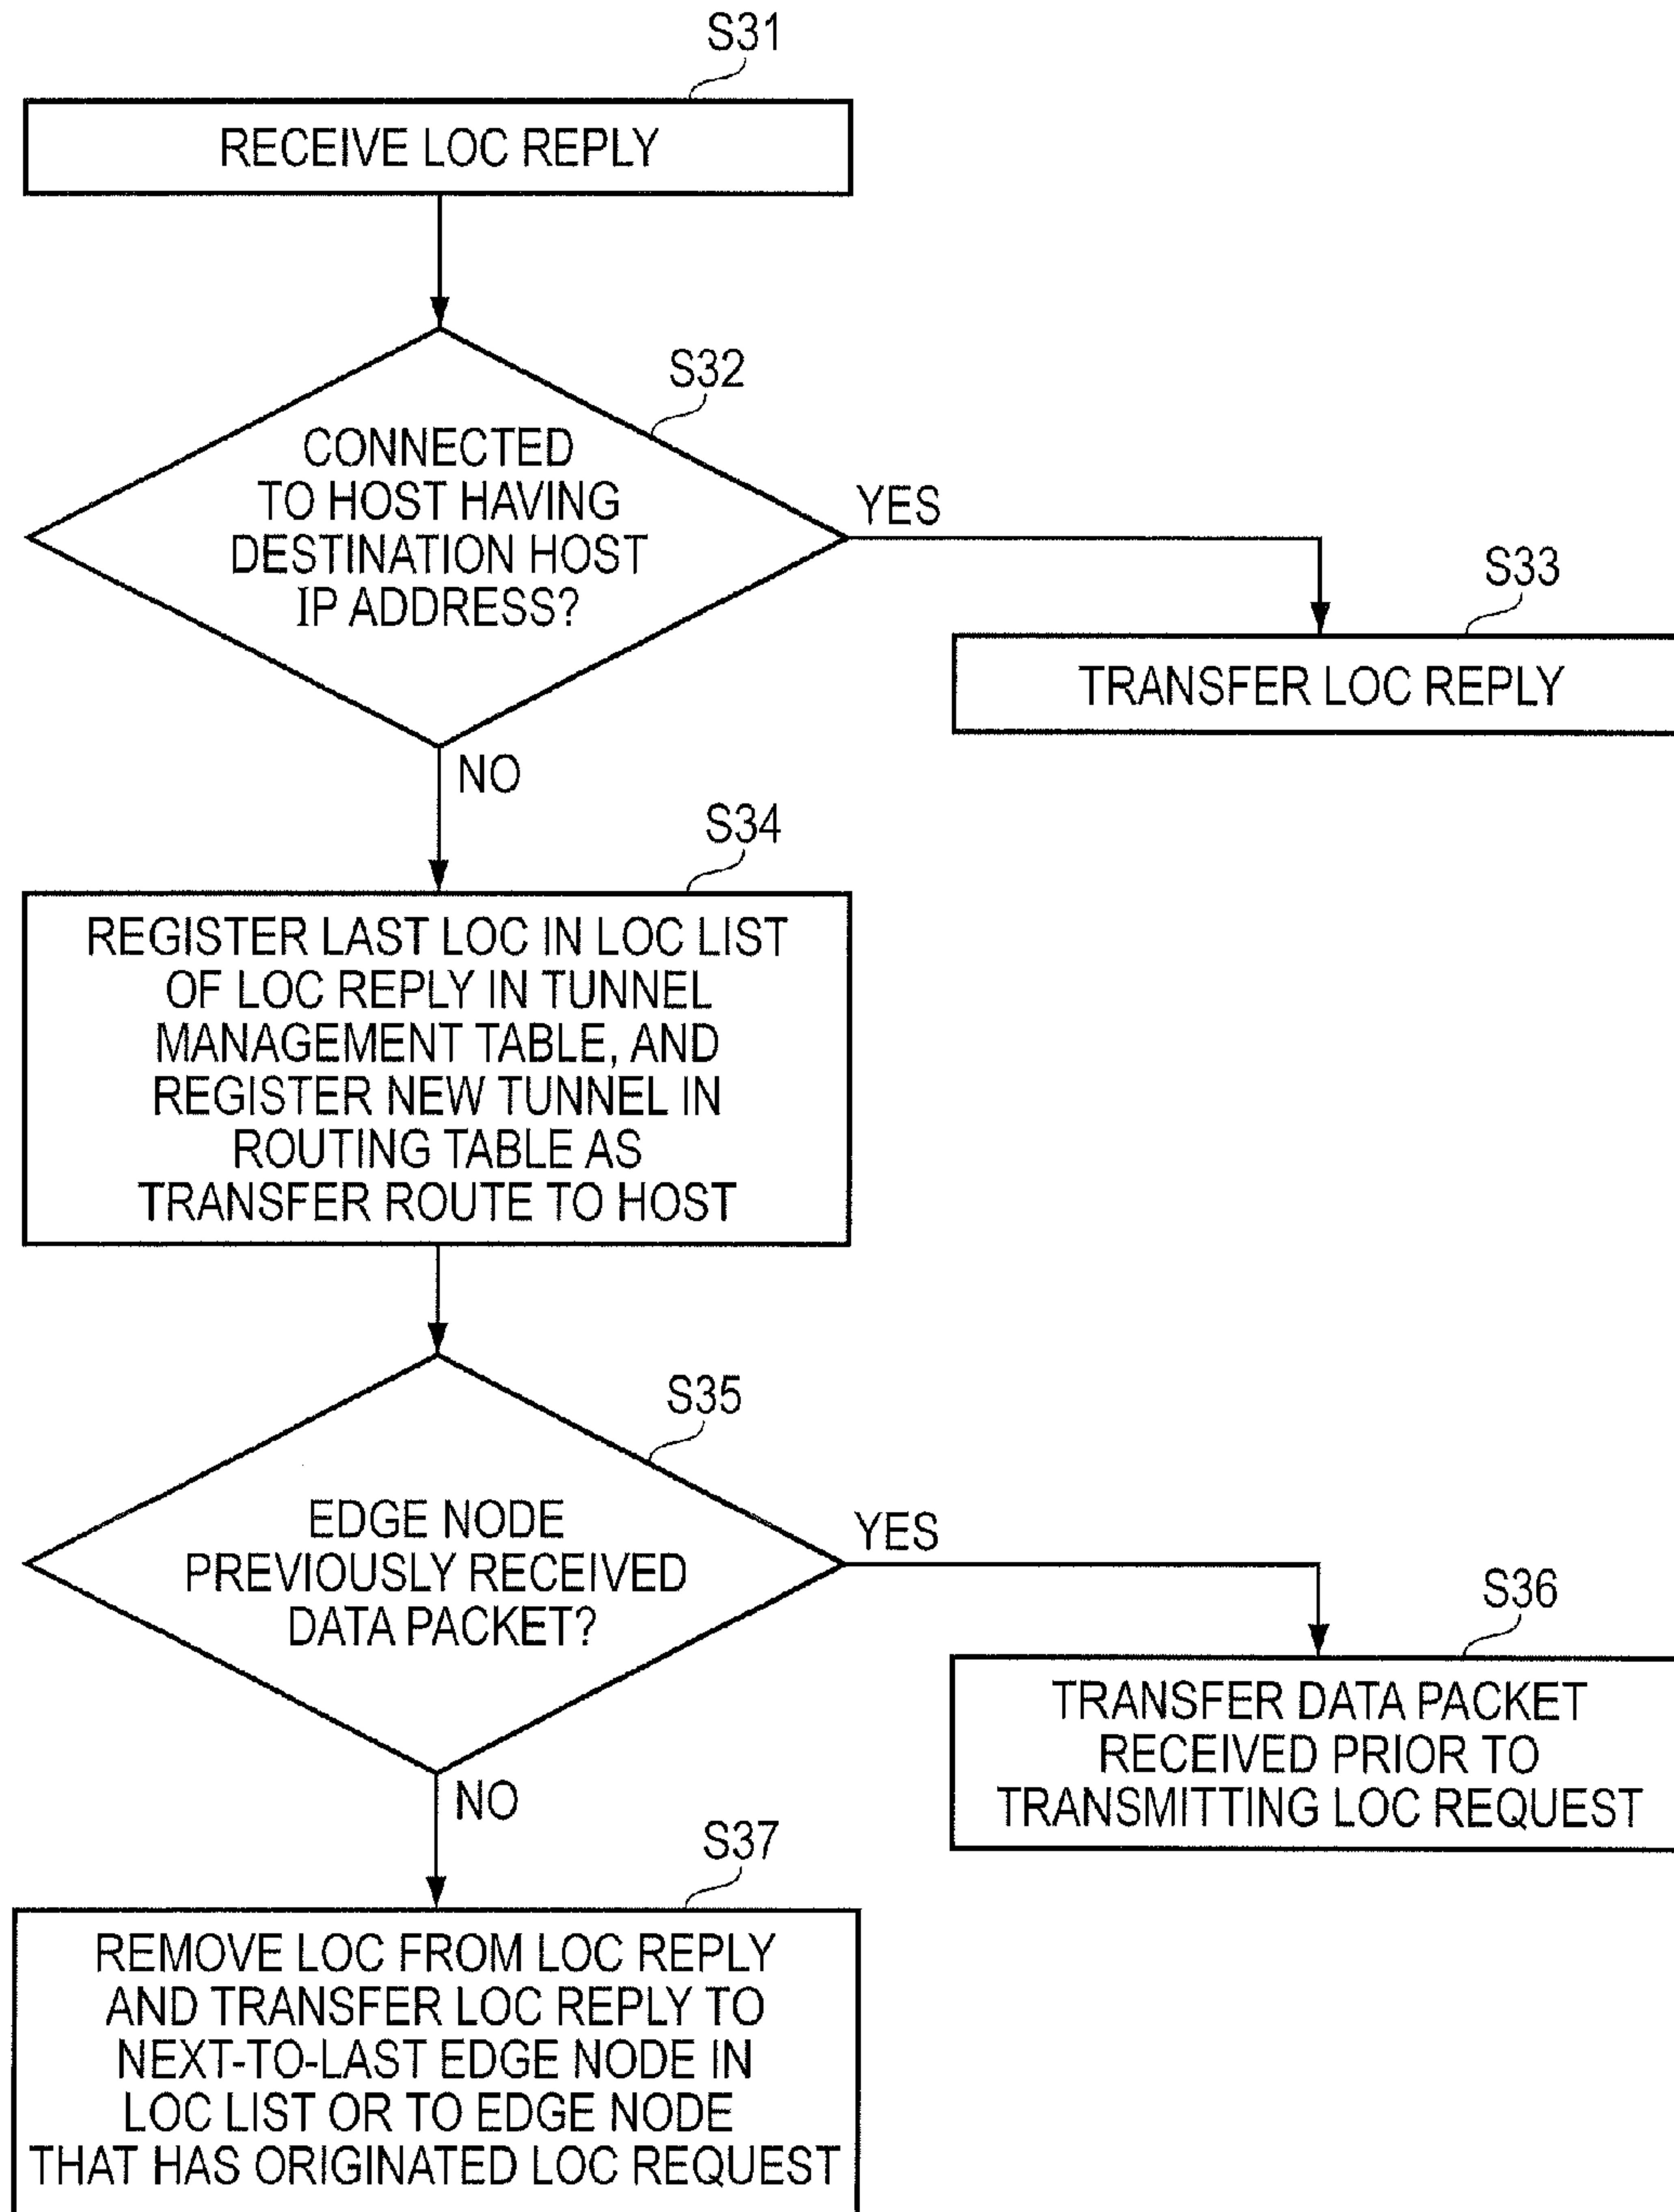 S31
RECEIVE LOC REPLY
S32
CONNECTED
TO HOST HAVING
DESTINATION HOST
IP ADDRESS?
YES
S33
TRANSFER LOC REPLY
NO
S34
REGISTER LAST LOC IN LOC LIST
OF LOC REPLY IN TUNNEL
MANAGEMENT TABLE, AND
REGISTER NEW TUNNEL IN
ROUTING TABLE AS
TRANSFER ROUTE TO HOST
S35
EDGE NODE
PREVIOUSLY RECEIVED
DATA PACKET?
YES
S36
TRANSFER DATA PACKET
RECEIVED PRIOR TO
TRANSMITTING LOC REQUEST
NO
S37
REMOVE LOC FROM LOC REPLY
AND TRANSFER LOC REPLY TO
NEXT-TO-LAST EDGE NODE IN
LOC LIST OR TO EDGE NODE
THAT HAS ORIGINATED LOC REQUEST